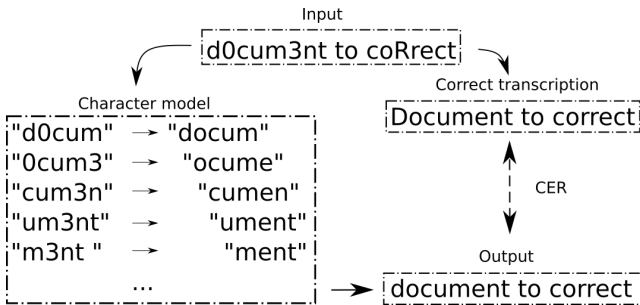 Input
d0cum3nt to coRrect
Correct transcription
Document to correct
Character model
"d0cum" → "docum"
"0cum3" → "ocume"
"cum3n" → "cumen"
"um3nt" → "ument"
"m3nt " → "ment"
...
CER
Output
document to correct